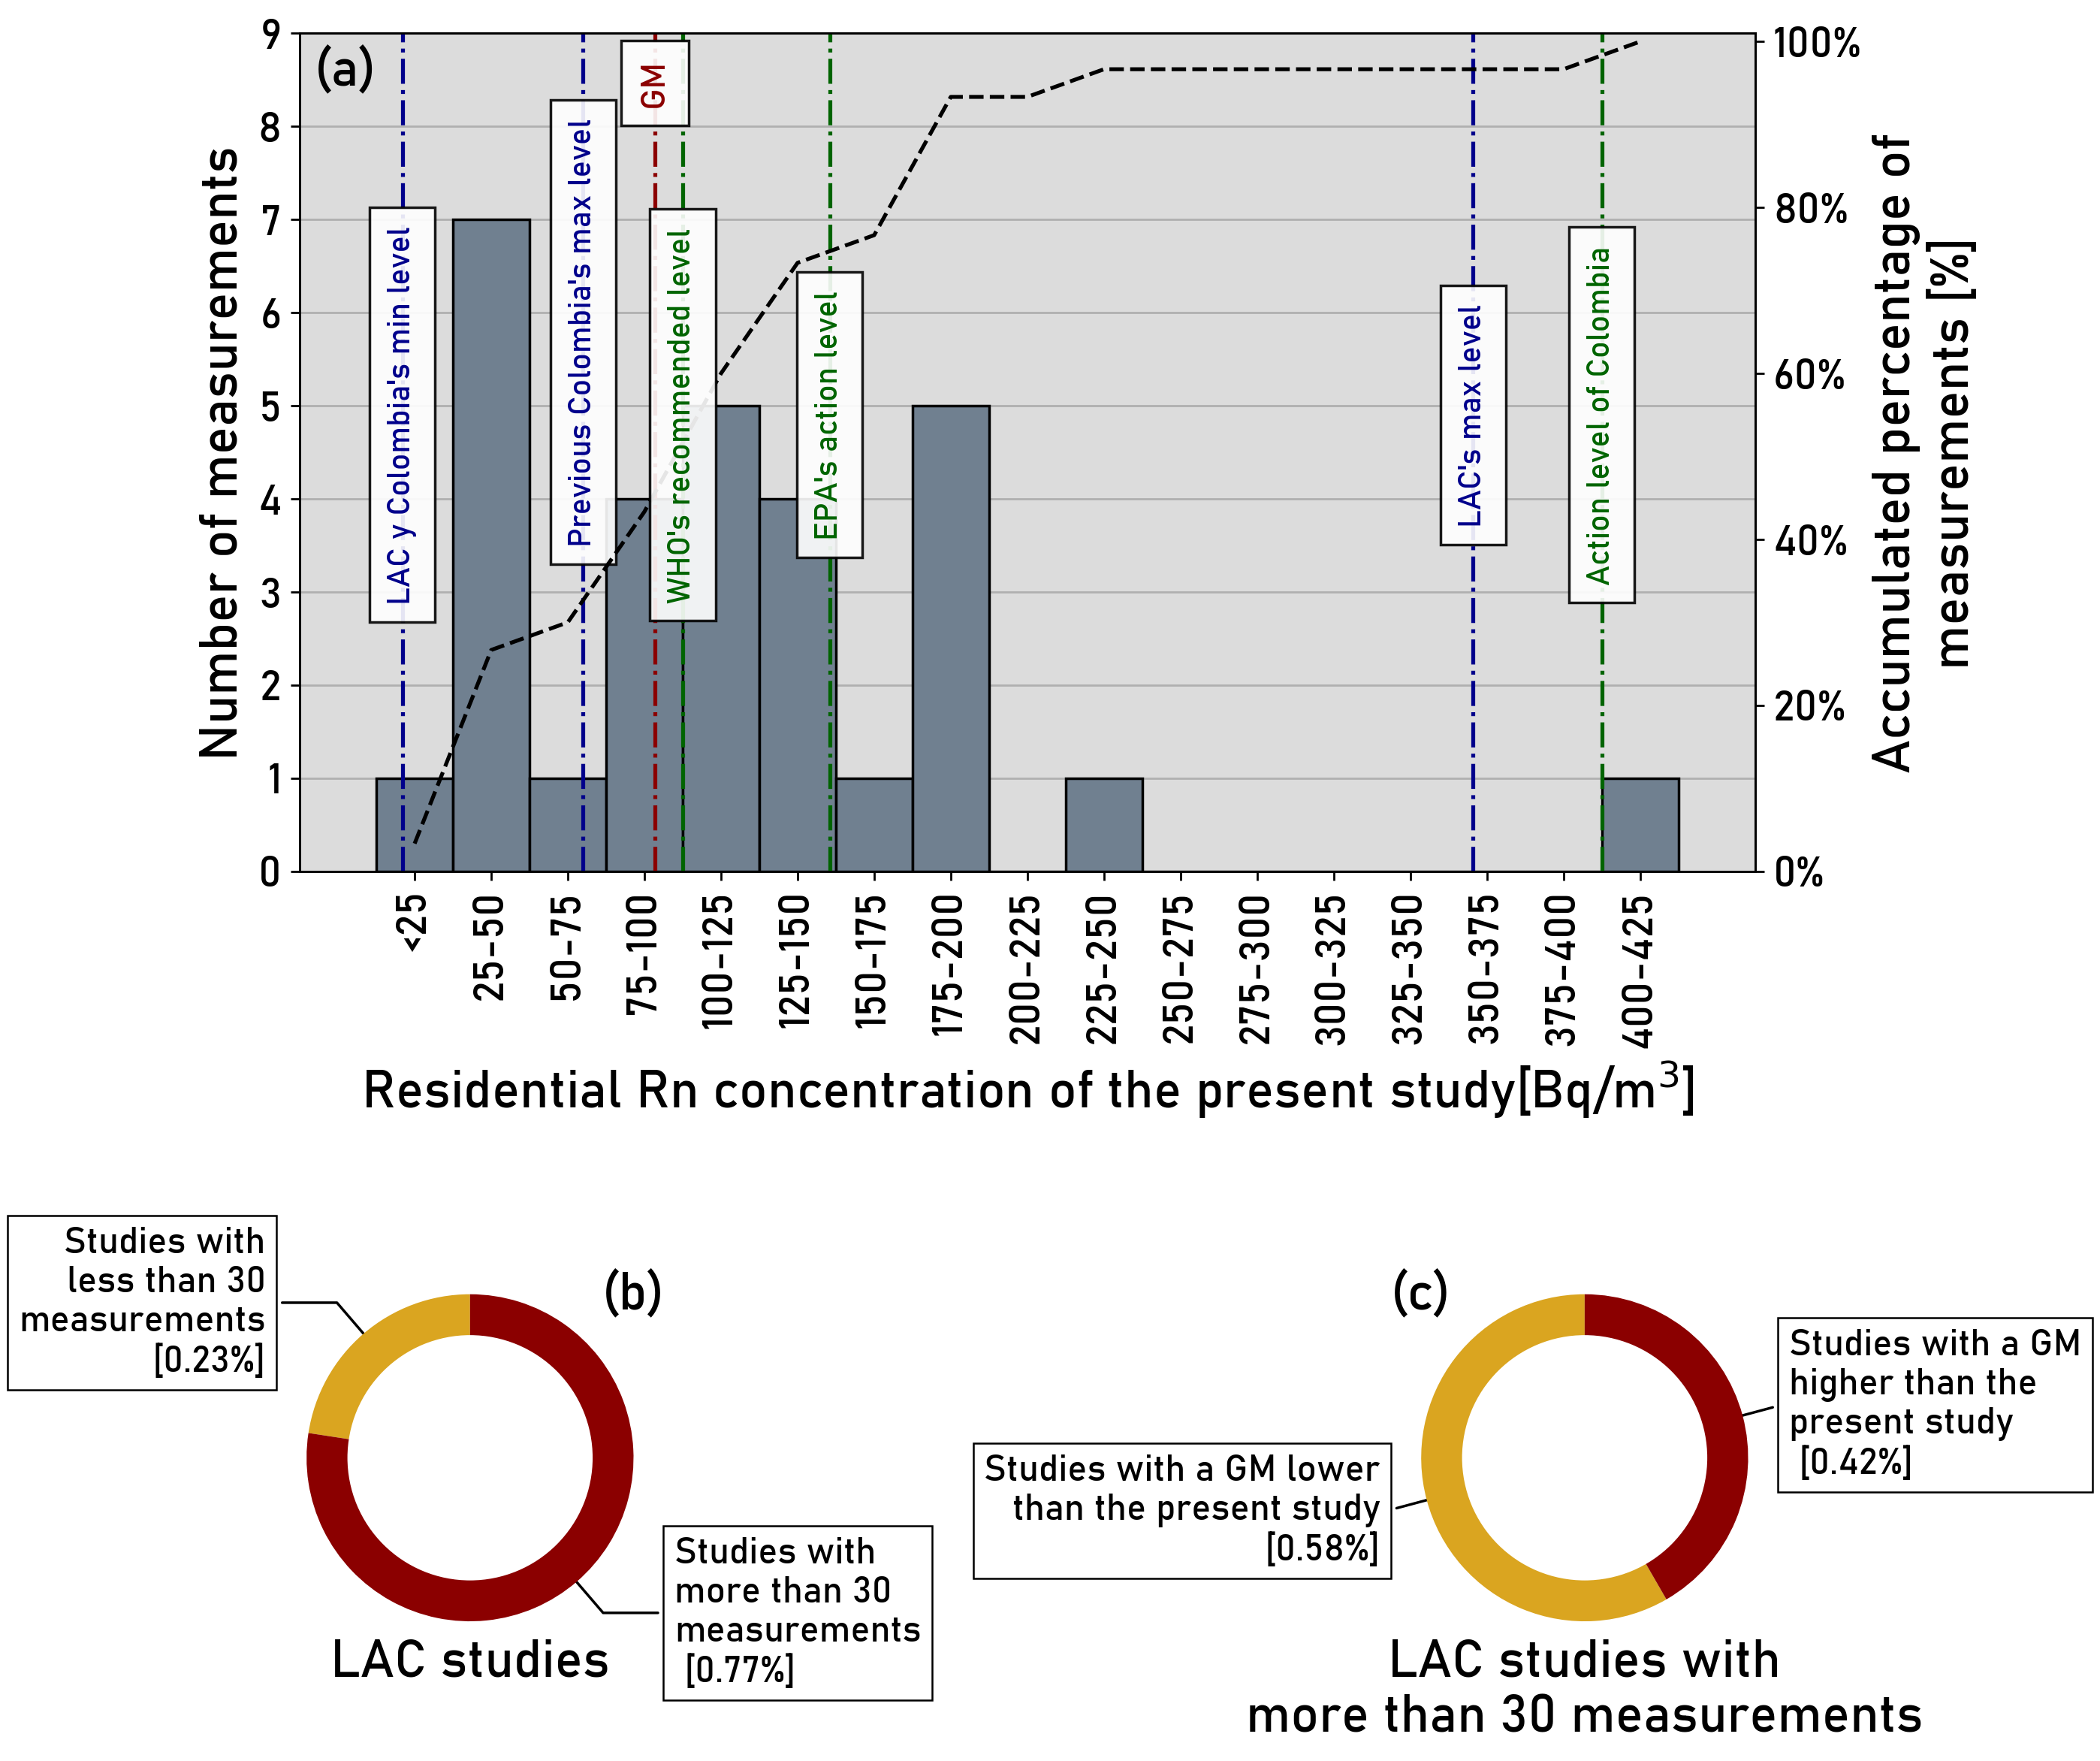 (a)
9
8
7
6
5
4
3
2
1
0
Number of measurements
100%
80%
60%
40%
20%
0%
Accumulated percentage of
measurements [%]
LAC y Colombia's min level
Previous Colombia's max level
GM
WHO's recommended level
EPA's action level
LAC's max level
Action level of Colombia
<25
25-50
50-75
75-100
100-125
125-150
150-175
175-200
200-225
225-250
250-275
275-300
300-325
325-350
350-375
375-400
400-425
Residential Rn concentration of the present study[Bq/m³]
(b)
Studies with
less than 30
measurements
[0.23%]
Studies with
more than 30
measurements
[0.77%]
LAC studies
(c)
Studies with a GM
higher than the
present study
[0.42%]
Studies with a GM lower
than the present study
[0.58%]
LAC studies with
more than 30 measurements